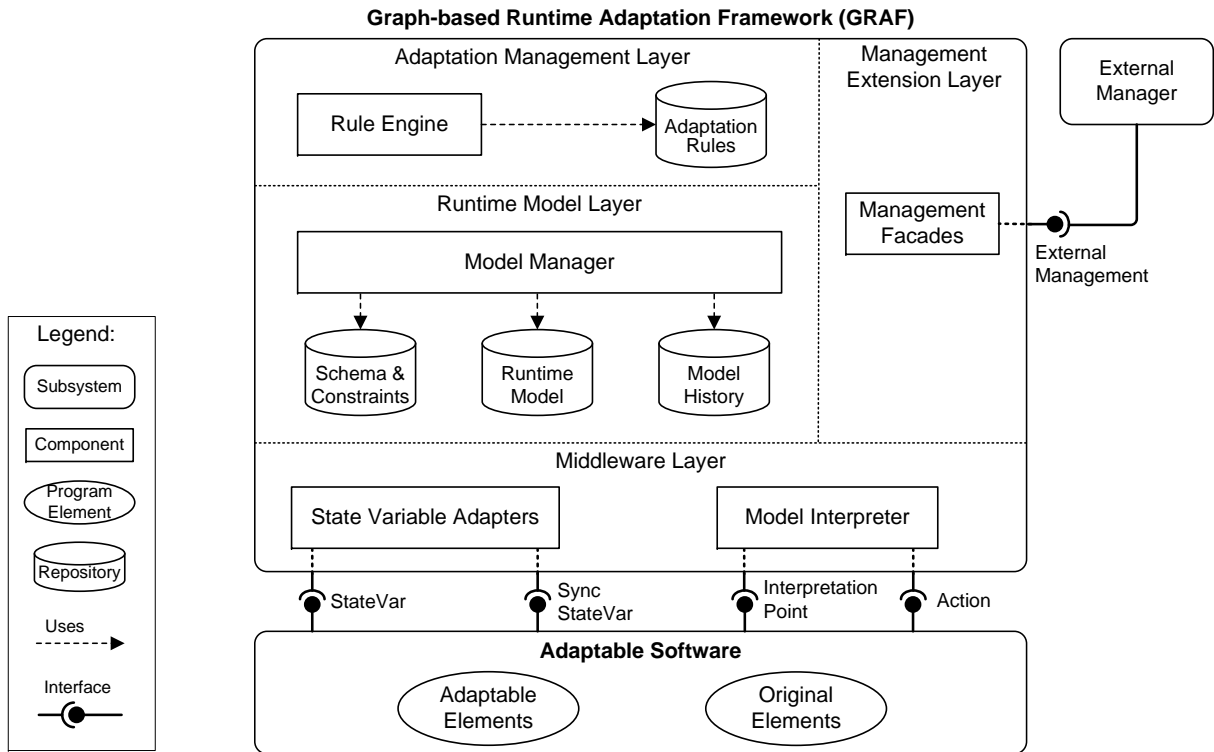 Graph-based Runtime Adaptation Framework (GRAF)
Adaptation Management Layer
Management
Extension Layer
External
Manager
Rule Engine
Adaptation
Rules
Runtime Model Layer
Management
Facades
External
Management
Model Manager
Schema &
Constraints
Runtime
Model
Model
History
Middleware Layer
State Variable Adapters
Model Interpreter
StateVar
Sync
StateVar
Interpretation
Point
Action
Adaptable Software
Adaptable
Elements
Original
Elements
Legend:
Subsystem
Component
Program
Element
Repository
Uses
Interface